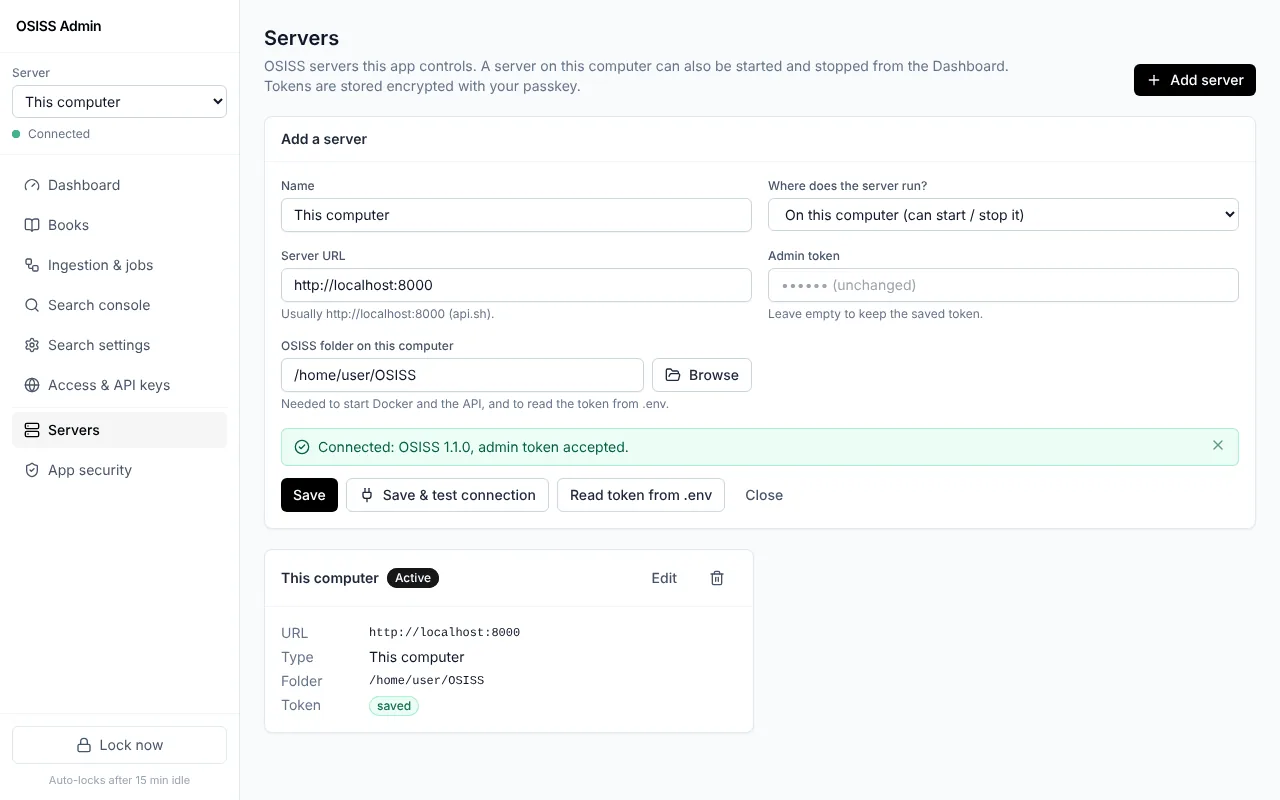 OSISS Admin
Server
This computer
Connected
Dashboard
Books
Ingestion & jobs
Search console
Search settings
Access & API keys
Servers
App security
Lock now
Auto-locks after 15 min idle
Servers
OSISS servers this app controls. A server on this computer can also be started and stopped from the Dashboard.
Tokens are stored encrypted with your passkey.
Add server
Add a server
Name
This computer
Where does the server run?
On this computer (can start / stop it)
Server URL
http://localhost:8000
Usually http://localhost:8000 (api.sh).
Admin token
•••••• (unchanged)
Leave empty to keep the saved token.
OSISS folder on this computer
/home/user/OSISS
Browse
Needed to start Docker and the API, and to read the token from .env.
Connected: OSISS 1.1.0, admin token accepted.
Save
Save & test connection
Read token from .env
Close
This computer Active
Edit
URL http://localhost:8000
Type This computer
Folder /home/user/OSISS
Token saved